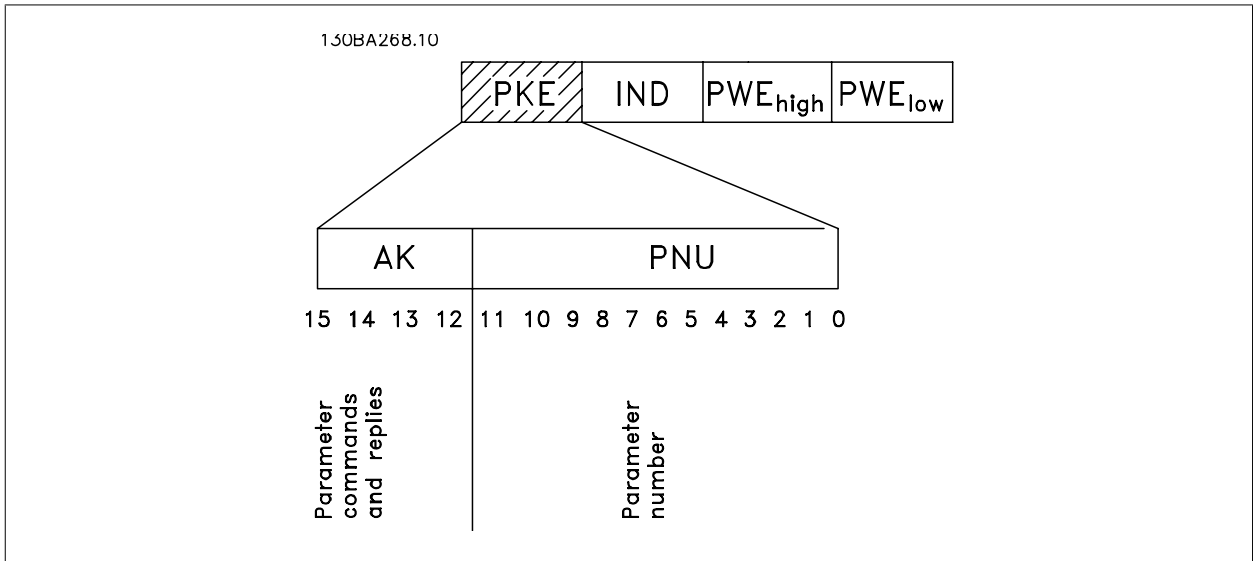 130BA268.10
PKE IND PWEhigh PWElow
AK PNU
15 14 13 12 11 10 9 8 7 6 5 4 3 2 1 0
Parameter
commands
and replies
Parameter
number